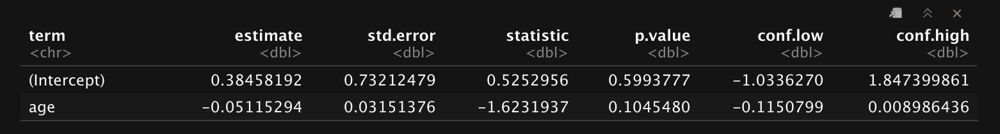 term estimate std.error statistic p.value conf.low conf.high
<chr> <dbl> <dbl> <dbl> <dbl> <dbl> <dbl>
(Intercept) 0.38458192 0.73212479 0.5252956 0.5993777 -1.0336270 1.847399861
age -0.05115294 0.03151376 -1.6231937 0.1045480 -0.1150799 0.008986436